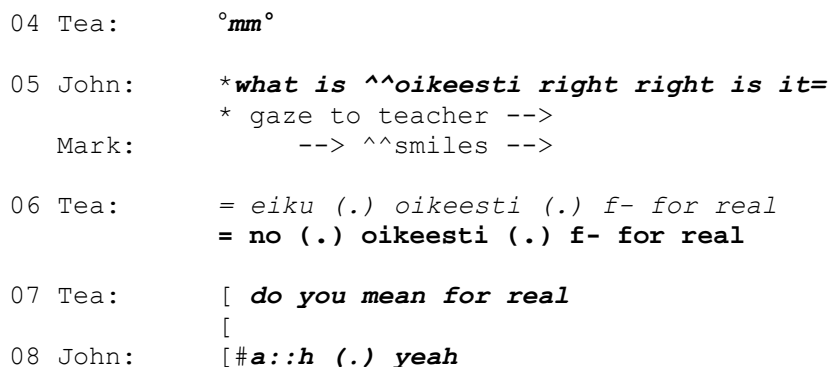 04 Tea: °mm°
05 John: *what is ^^oikeesti right right is it=
* gaze to teacher -->
Mark: --> ^^smiles -->
06 Tea: = eiku (.) oikeesti (.) f- for real
= no (.) oikeesti (.) f- for real
07 Tea: [ do you mean for real
[
08 John: [#a::h (.) yeah